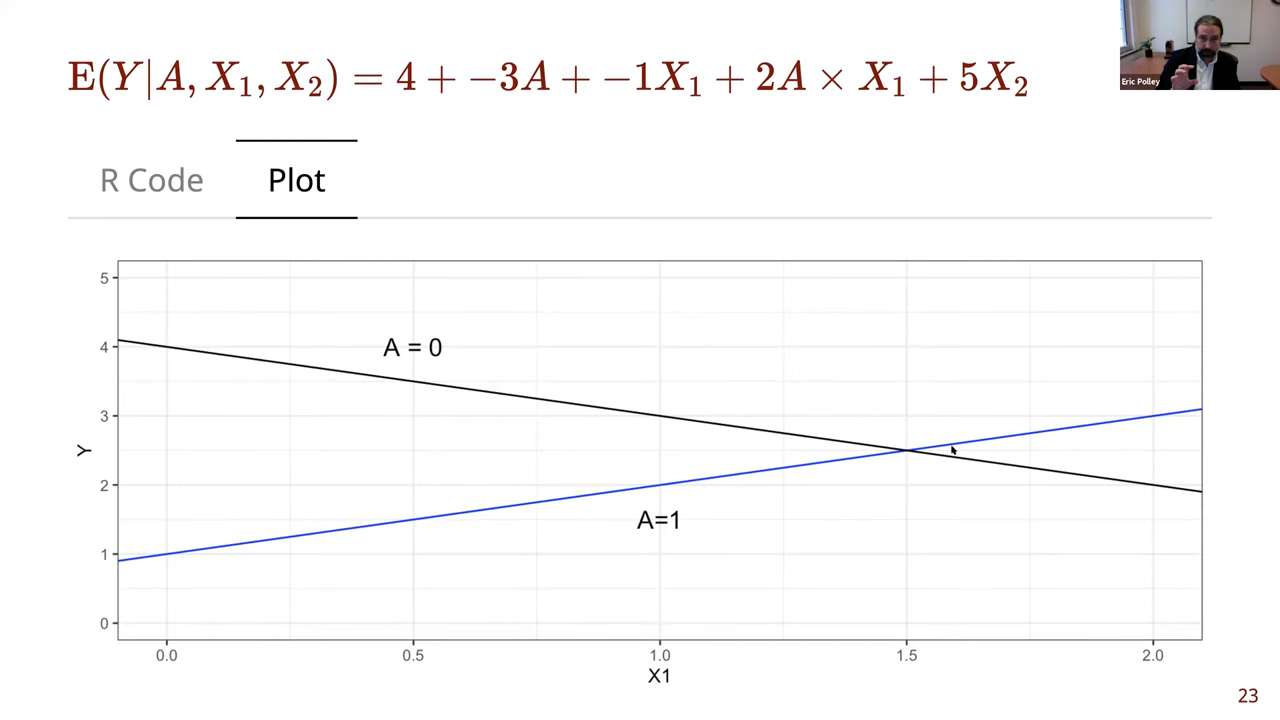 E(Y|A, X₁, X₂) = 4 + −3A + −1X₁ + 2A × X₁ + 5X₂
Eric Polley
R Code
Plot
5
4
3
2
1
0
Y
A = 0
A=1
0.0
0.5
1.0
1.5
2.0
X1
23